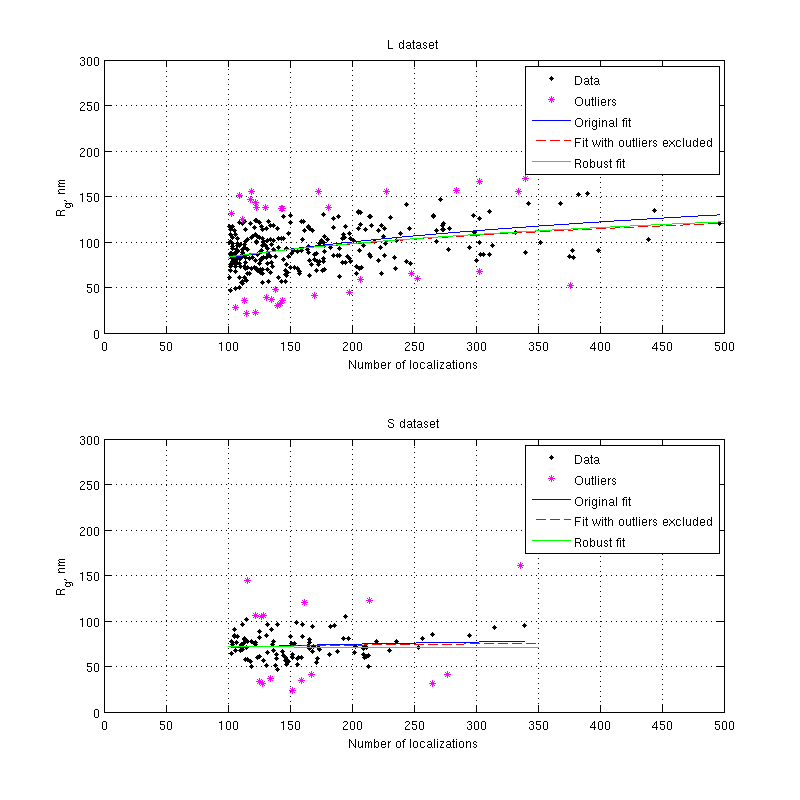 L dataset
300
250
200
150
100
50
0
Rg, nm
Data
Outliers
Original fit
Fit with outliers excluded
Robust fit
0 50 100 150 200 250 300 350 400 450 500
Number of localizations
S dataset
300
250
200
150
100
50
0
Rg, nm
Data
Outliers
Original fit
Fit with outliers excluded
Robust fit
0 50 100 150 200 250 300 350 400 450 500
Number of localizations